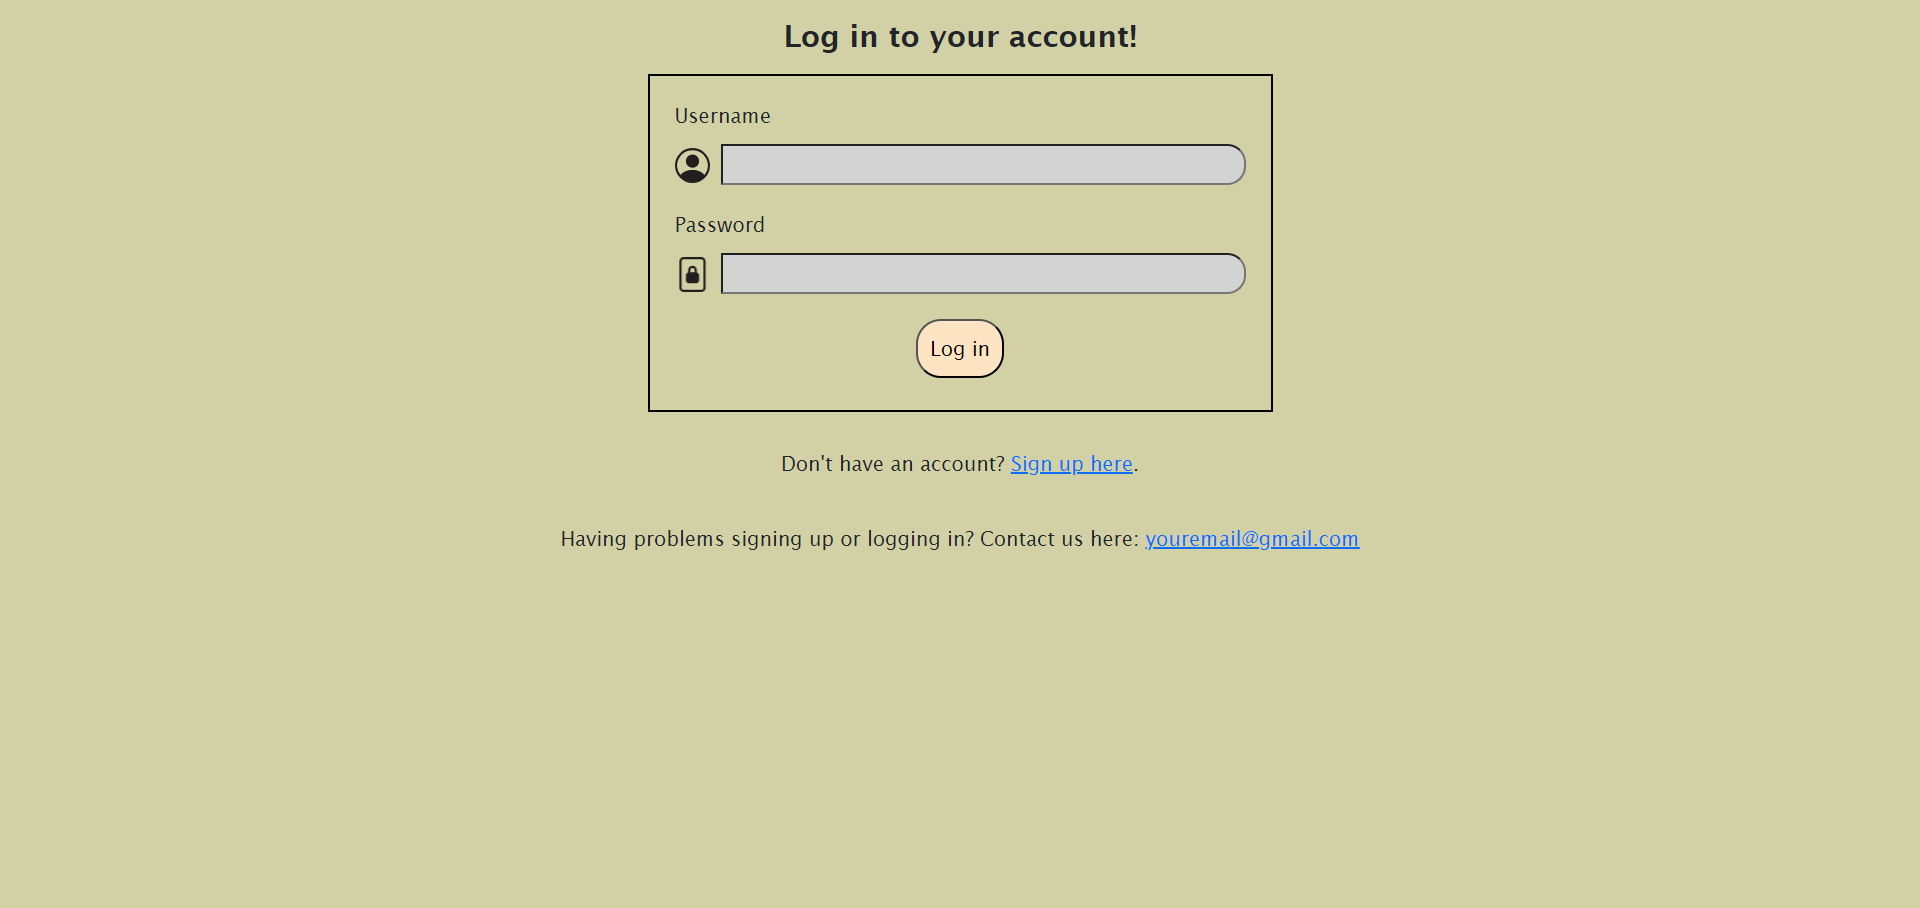 Log in to your account!
Username
Password
Log in
Don't have an account? Sign up here.
Having problems signing up or logging in? Contact us here: youremail@gmail.com